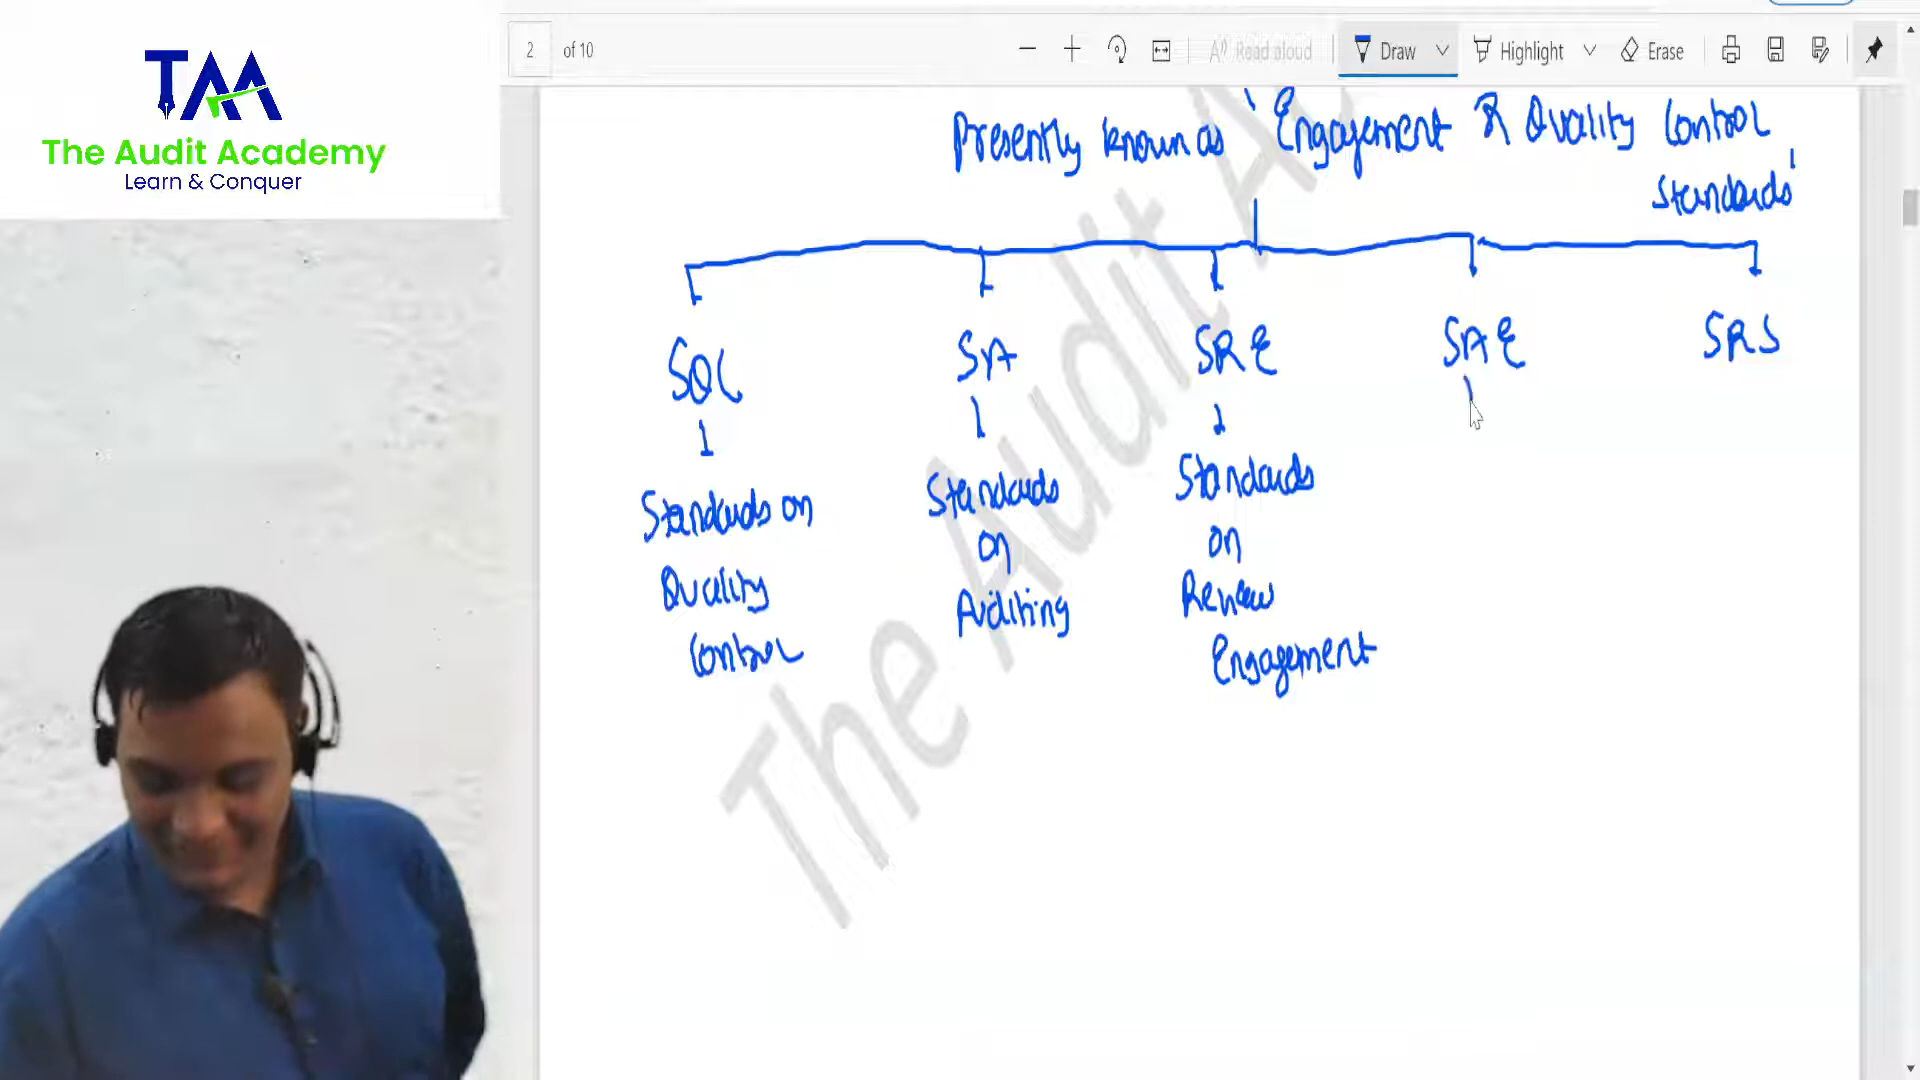 TAA
The Audit Academy
Learn & Conquer
2 of 10
Read aloud
Draw
Highlight
Erase
Presently known as 'Engagement & Quality Control
Standards'
SQC SA SRE SAE SRS
Standards on
Quality
Control
Standards
on
Auditing
Standards
on
Review
Engagement
The Audit Ac